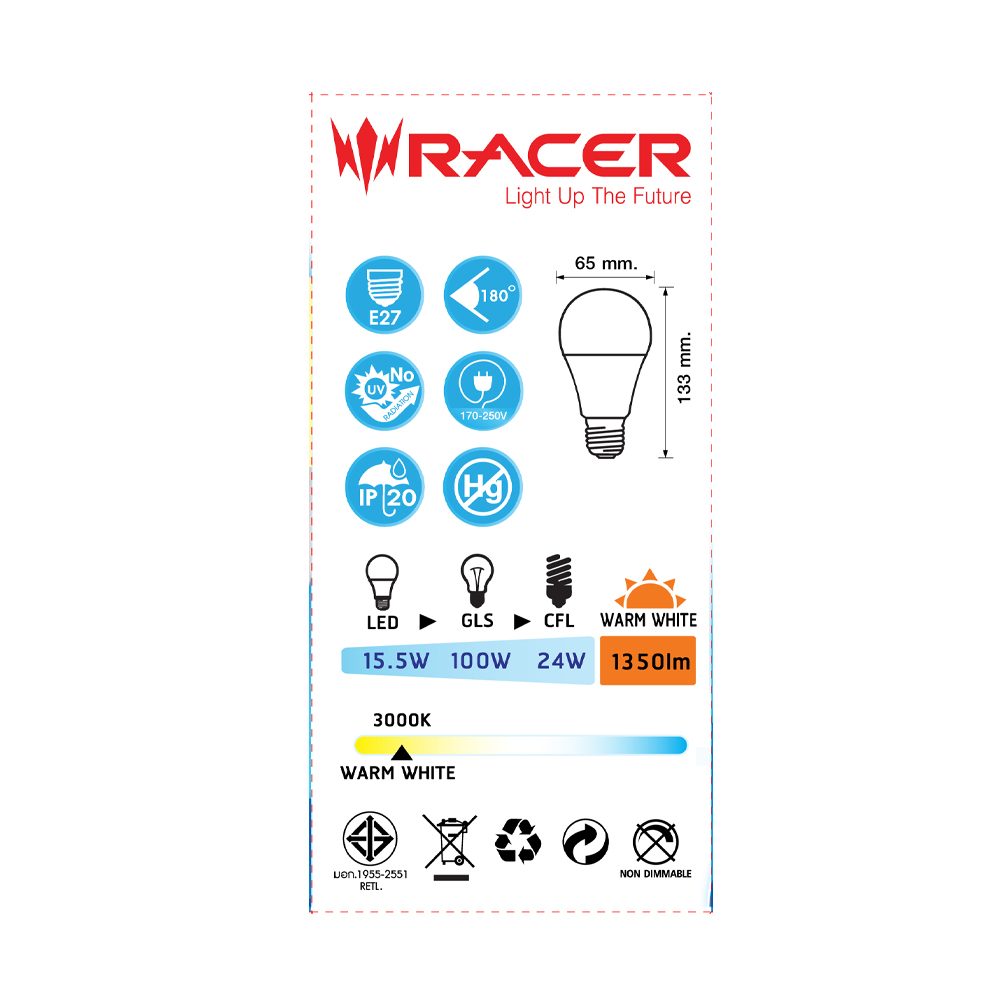 RACER
Light Up The Future
E27
180°
65 mm.
133 mm.
No
UV
RADIATION
170-250V
IP 20
Hg
LED GLS CFL WARM WHITE
15.5W 100W 24W 1350lm
3000K
WARM WHITE
มอก.1955-2551
RETL.
NON DIMMABLE